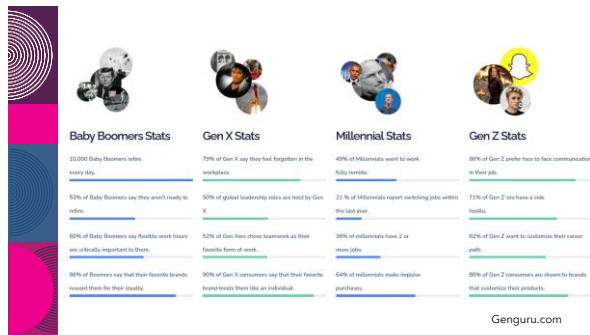 Baby Boomers Stats
10,000 Baby Boomers retire
every day.
53% of Baby Boomers say they aren't ready to
retire.
60% of Baby Boomers say flexible work hours
are critically important to them.
86% of Boomers say that their favorite brands
reward them for their loyalty.
Gen X Stats
79% of Gen X say they feel forgotten in the
workplace.
50% of global leadership roles are held by Gen
X
52% of Gen Xers chose teamwork as their
favorite form of work.
90% of Gen X consumers say that their favorite
brand treats them like an individual.
Millennial Stats
49% of Millennials want to work
fully remote.
21 % of Millennials report switching jobs within
the last year.
36% of millennials have 2 or
more jobs.
64% of millennials make impulse
purchases.
Gen Z Stats
86% of Gen Z prefer face to face communication
in their job.
71% of Gen Z 'ers have a side
hustle.
62% of Gen Z want to customize their career
path.
80% of Gen Z consumers are drawn to brands
that customize their products.
Genguru.com